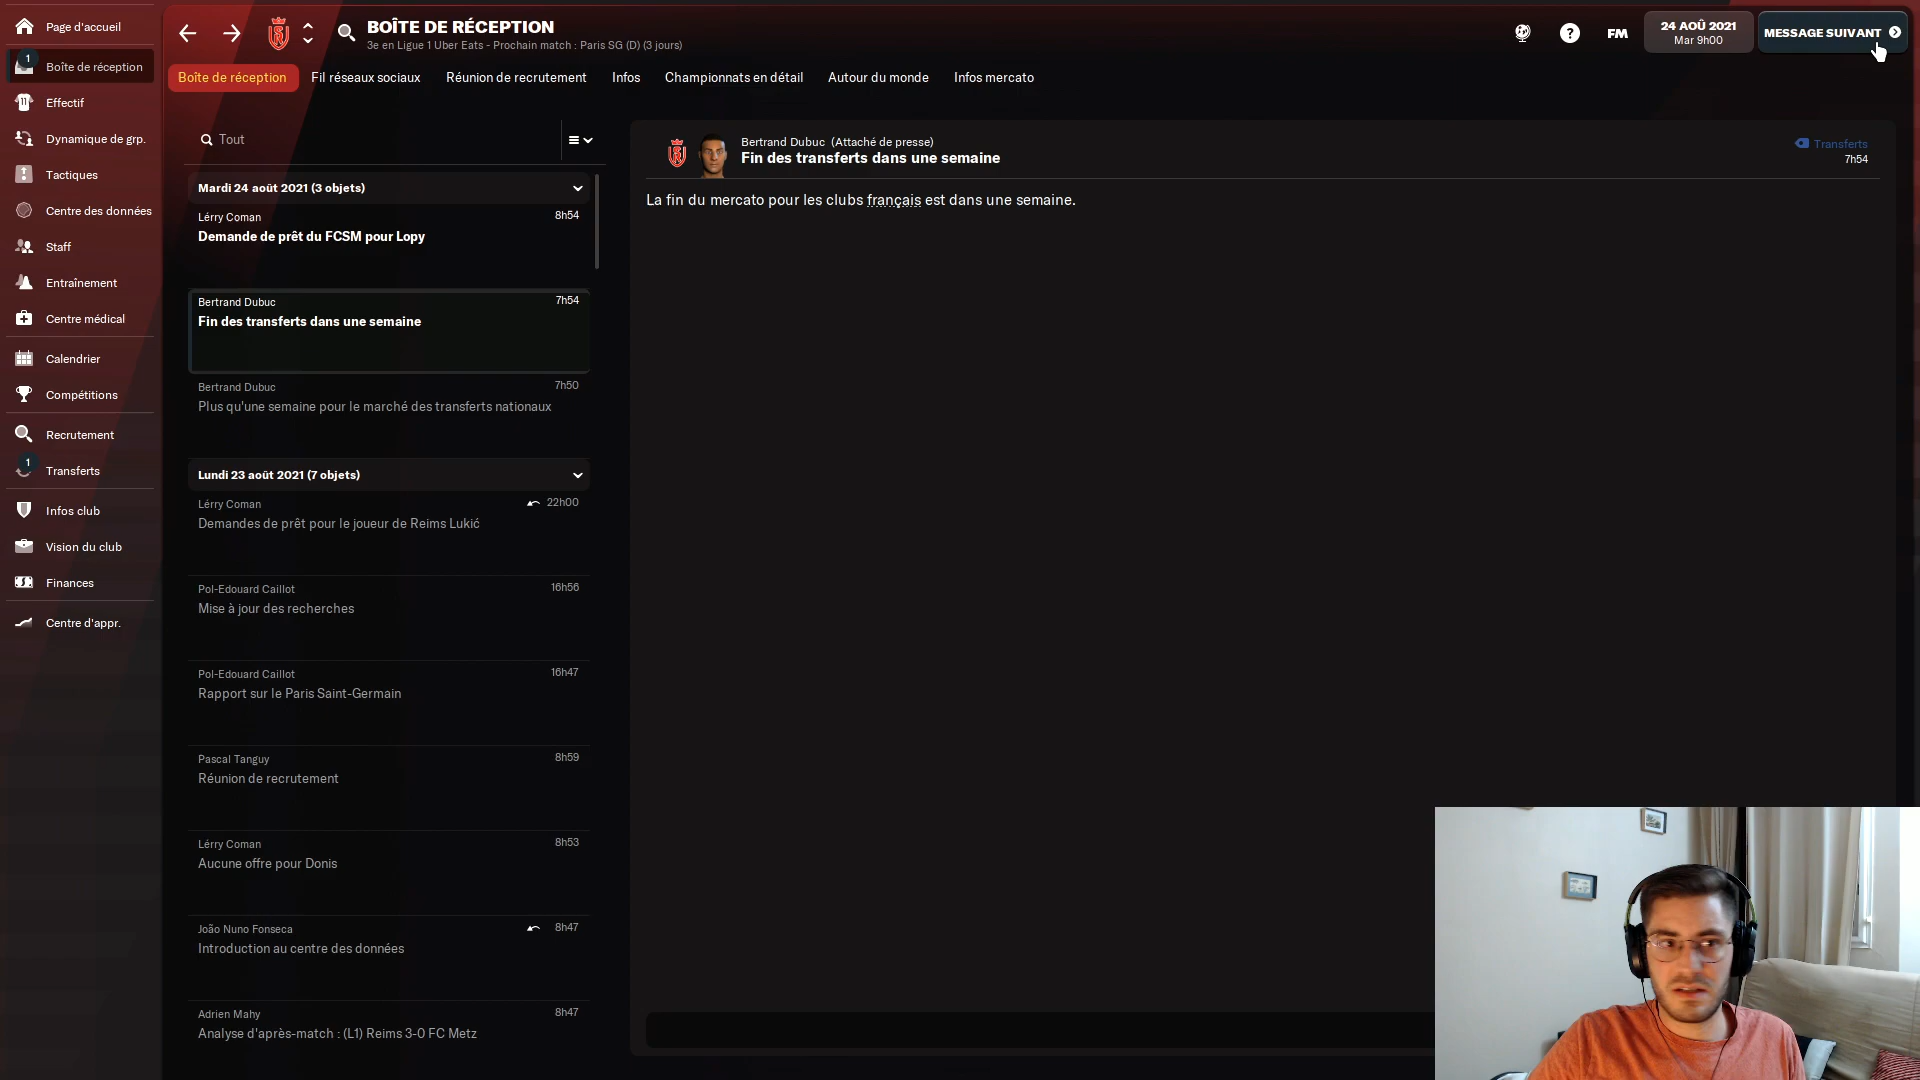 Page d'accueil
1
Boîte de réception
Effectif
Dynamique de grp.
Tactiques
Centre des données
Staff
Entraînement
Centre médical
Calendrier
Compétitions
Recrutement
1
Transferts
Infos club
Vision du club
Finances
Centre d'appr.
BOÎTE DE RÉCEPTION
3e en Ligue 1 Uber Eats - Prochain match : Paris SG (D) (3 jours)
FM
24 AOÛ 2021
Mar 9h00
MESSAGE SUIVANT
Boîte de réception
Fil réseaux sociaux
Réunion de recrutement
Infos
Championnats en détail
Autour du monde
Infos mercato
Tout
Mardi 24 août 2021 (3 objets)
Lérry Coman 8h54
Demande de prêt du FCSM pour Lopy
Bertrand Dubuc 7h54
Fin des transferts dans une semaine
Bertrand Dubuc 7h50
Plus qu'une semaine pour le marché des transferts nationaux
Lundi 23 août 2021 (7 objets)
Lérry Coman 22h00
Demandes de prêt pour le joueur de Reims Lukić
Pol-Edouard Caillot 16h56
Mise à jour des recherches
Pol-Edouard Caillot 16h47
Rapport sur le Paris Saint-Germain
Pascal Tanguy 8h59
Réunion de recrutement
Lérry Coman 8h53
Aucune offre pour Donis
João Nuno Fonseca 8h47
Introduction au centre des données
Adrien Mahy 8h47
Analyse d'après-match : (L1) Reims 3-0 FC Metz
Bertrand Dubuc (Attaché de presse)
Fin des transferts dans une semaine
Transferts
7h54
La fin du mercato pour les clubs français est dans une semaine.